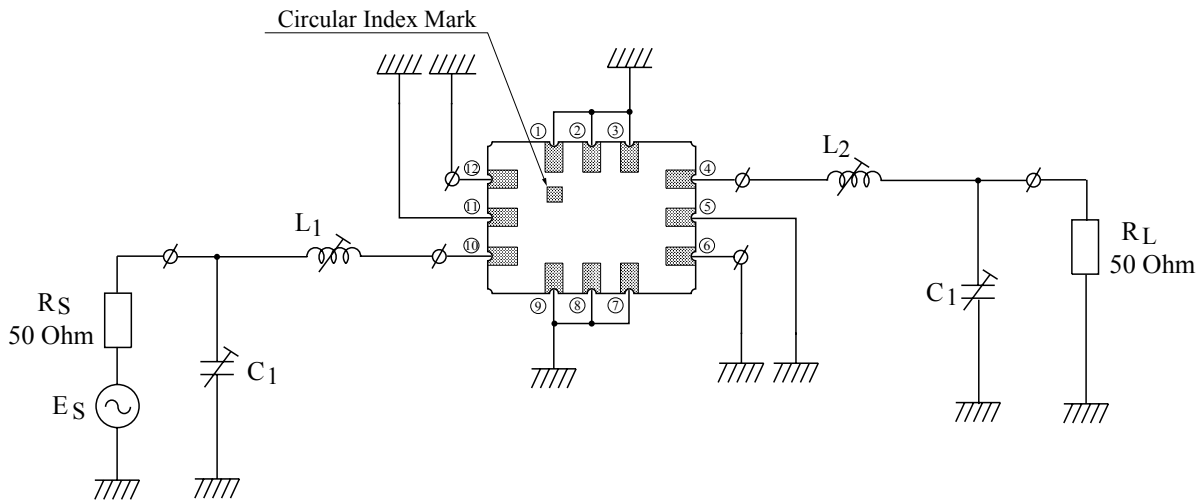 Circular Index Mark
① ② ③
⑫ ④
L2
⑪ ⑤
L1
⑩ ⑥
RL
50 Ohm
RS
50 Ohm
C1
⑨ ⑧ ⑦
C1
ES